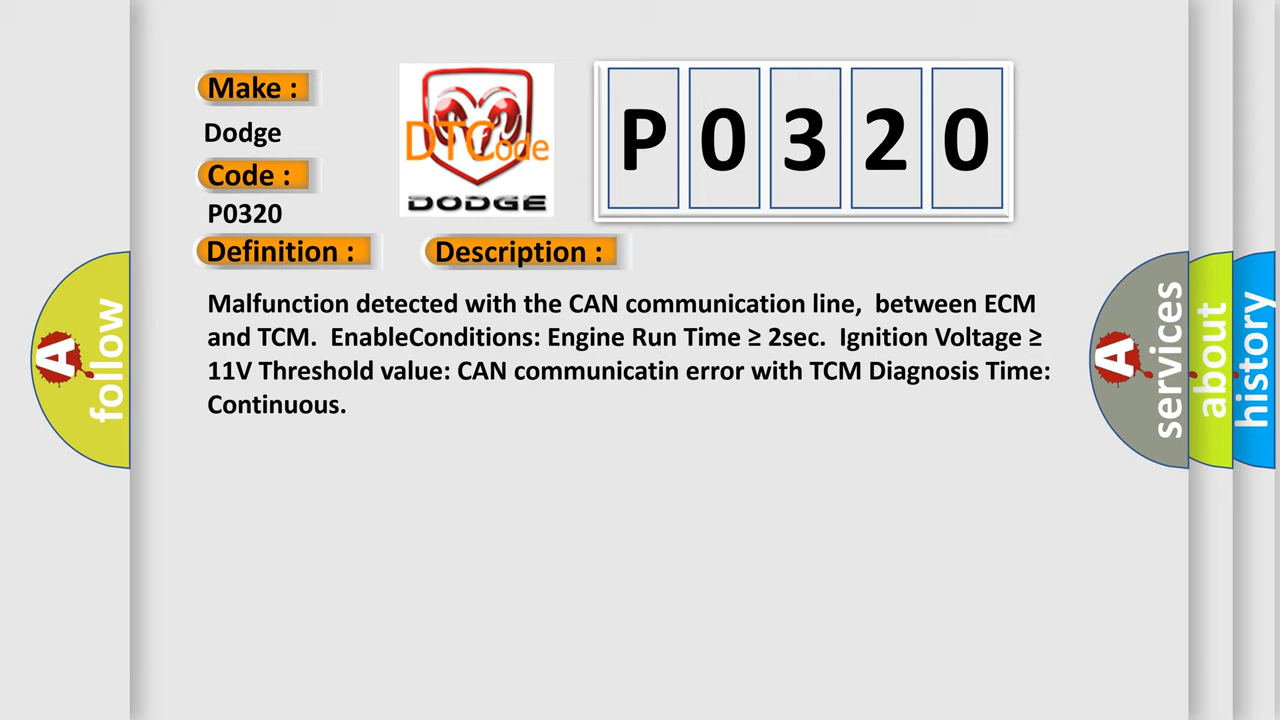 Make :
Dodge
Code :
P0320
Definition :
Description :
DTCode
DODGE
P0320
Malfunction detected with the CAN communication line,  between ECM
and TCM.  EnableConditions: Engine Run Time ≥ 2sec.  Ignition Voltage ≥
11V Threshold value: CAN communicatin error with TCM Diagnosis Time:
Continuous.
A follow
A services
about
history